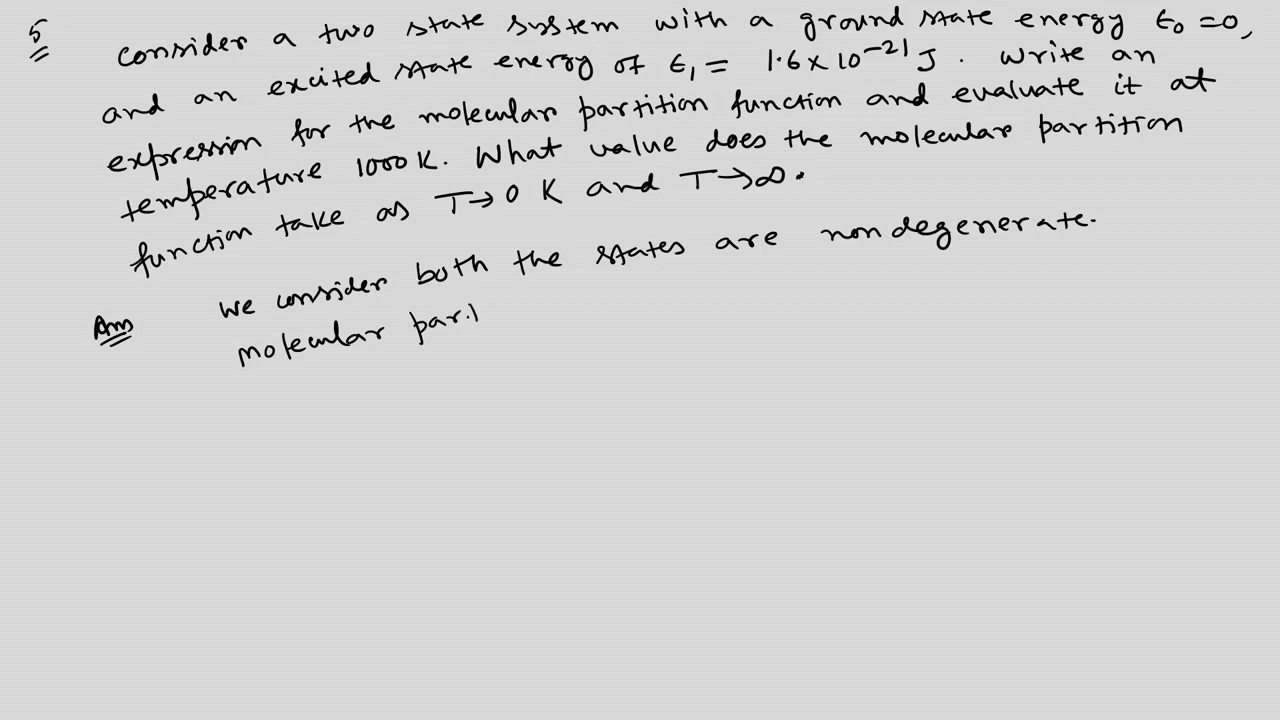 5 Consider a two state system with a ground state energy ϵ₀ = 0,
and an excited state energy of ϵ₁ = 1.6 × 10⁻²¹ J. Write an
expression for the molecular partition function and evaluate it at
temperature 1000 K. What value does the molecular partition
function take as T → 0 K and T → ∞.
Ans We consider both the states are nondegenerate.
molecular par